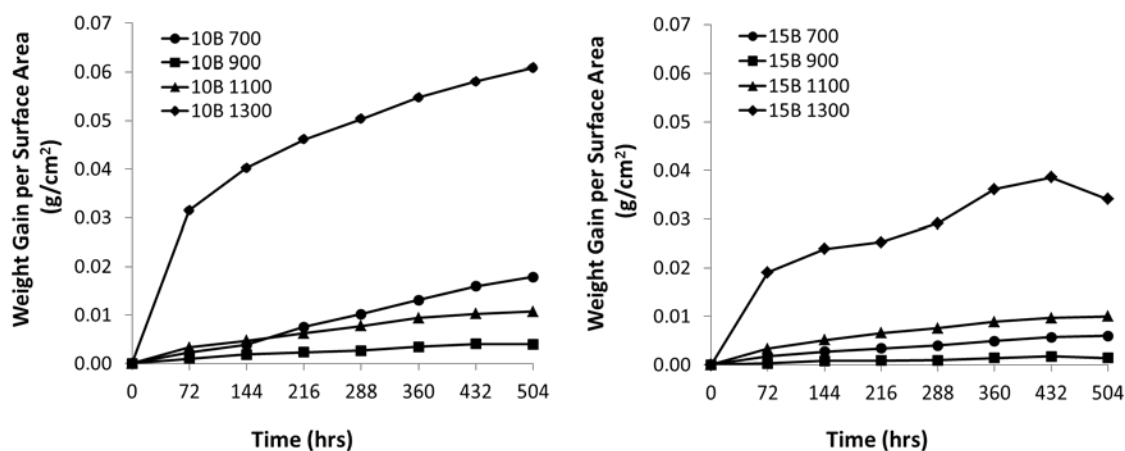 Weight Gain per Surface Area
(g/cm²)
0.07
0.06
0.05
0.04
0.03
0.02
0.01
0.00
10B 700
10B 900
10B 1100
10B 1300
0 72 144 216 288 360 432 504
Time (hrs)
Weight Gain per Surface Area
(g/cm²)
0.07
0.06
0.05
0.04
0.03
0.02
0.01
0.00
15B 700
15B 900
15B 1100
15B 1300
0 72 144 216 288 360 432 504
Time (hrs)